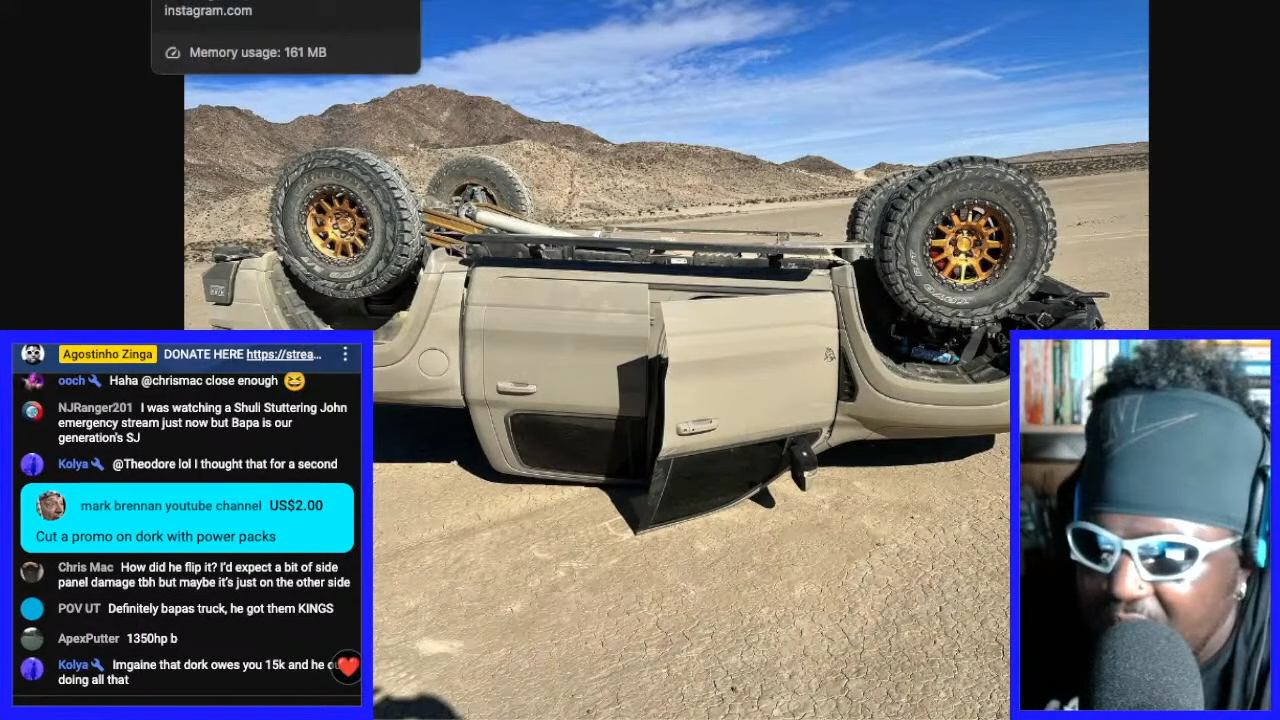 instagram.com
Memory usage: 161 MB
Agostinho Zinga DONATE HERE https://strea...
ooch Haha @chrismac close enough
NJRanger201 I was watching a Shuli Stuttering John
emergency stream just now but Bapa is our
generation's SJ
Kolya @Theodore lol I thought that for a second
mark brennan youtube channel US$2.00
Cut a promo on dork with power packs
Chris Mac How did he flip it? I'd expect a bit of side
panel damage tbh but maybe it's just on the other side
POV UT Definitely bapas truck, he got them KINGS
ApexPutter 1350hp b
Kolya Imgaine that dork owes you 15k and he
doing all that